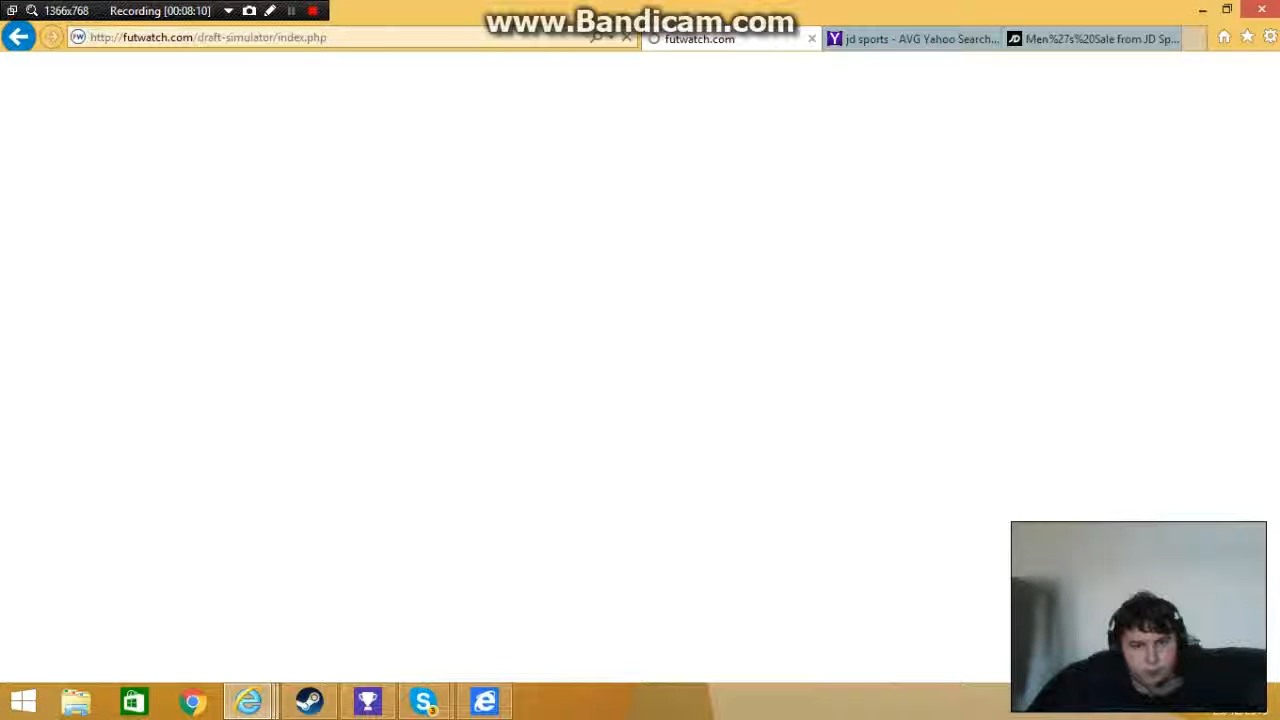 1366x768 Recording [00:08:10]
www.Bandicam.com
http://futwatch.com/draft-simulator/index.php
futwatch.com
jd sports - AVG Yahoo Search...
Men%27s%20Sale from JD Sp...
3